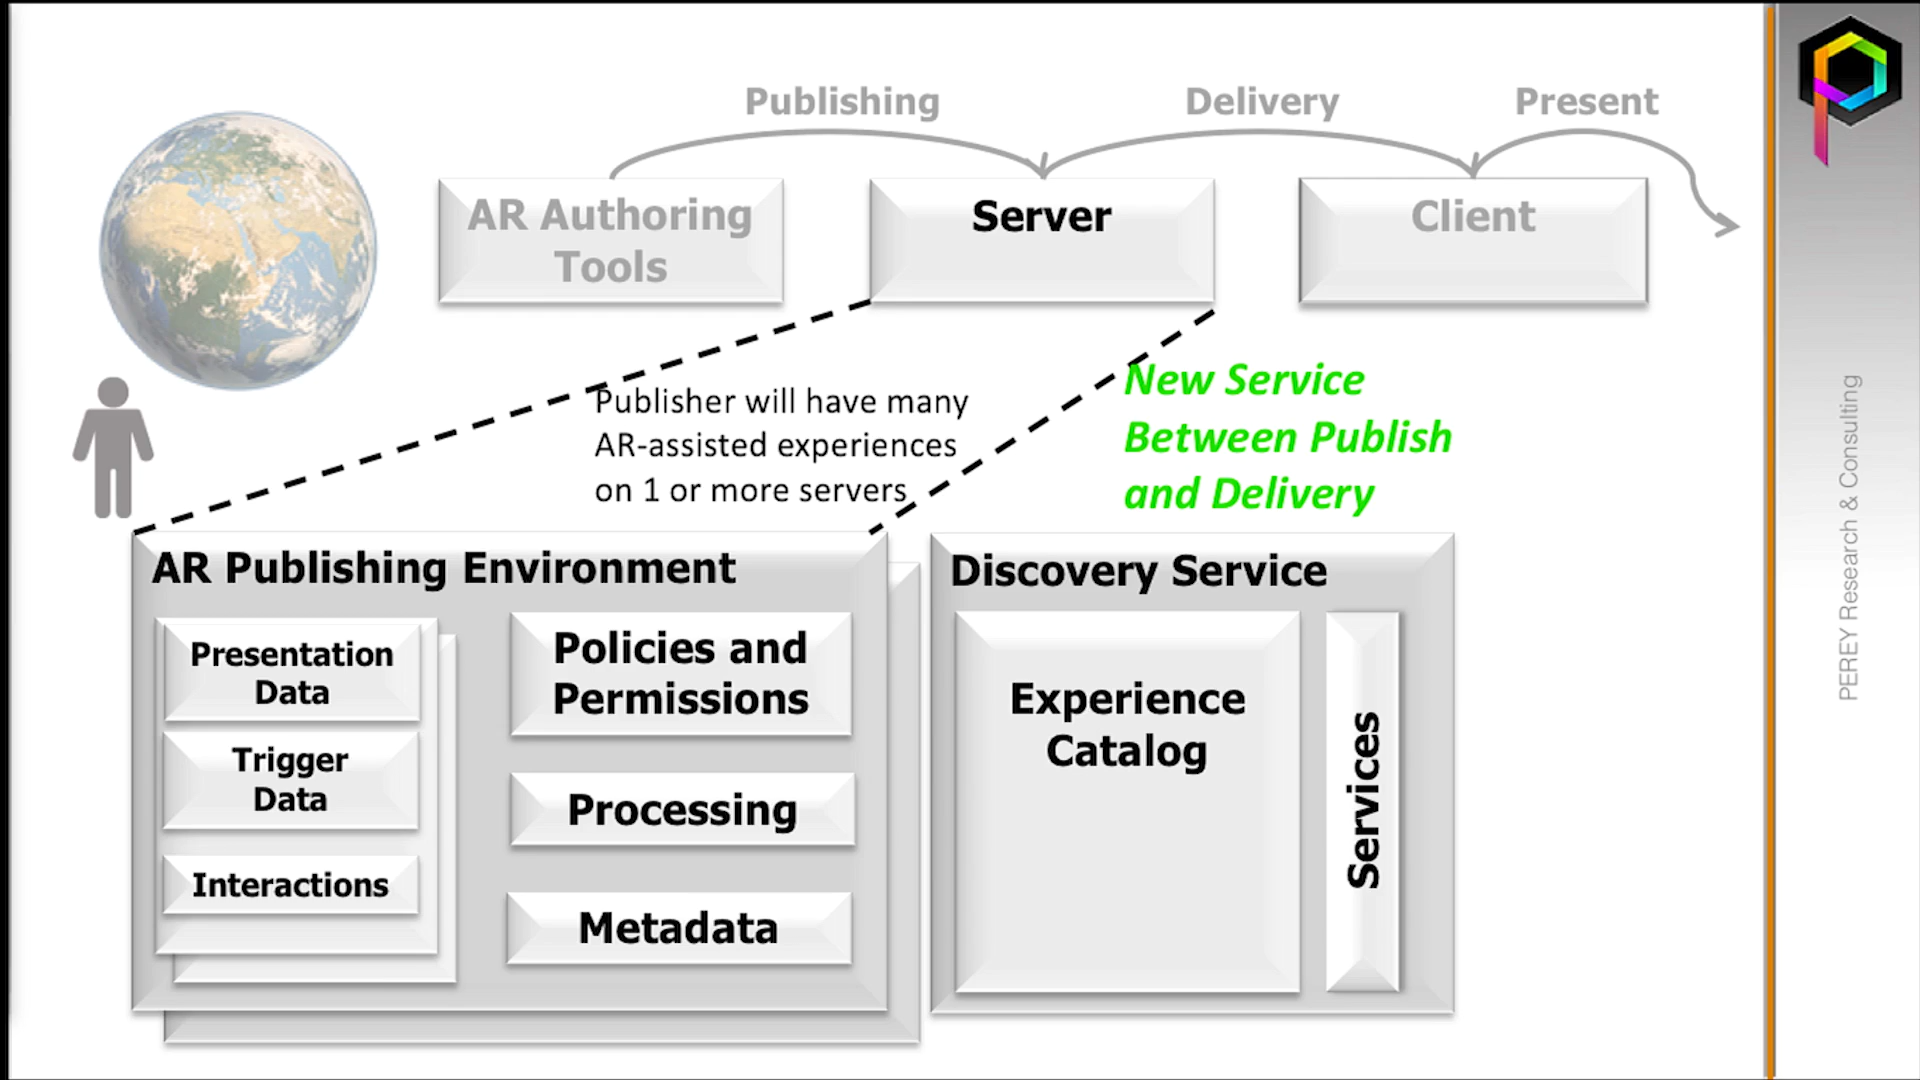 Publishing
Delivery
Present
AR Authoring
Tools
Server
Client
Publisher will have many
AR-assisted experiences
on 1 or more servers
New Service
Between Publish
and Delivery
AR Publishing Environment
Presentation
Data
Trigger
Data
Interactions
Policies and
Permissions
Processing
Metadata
Discovery Service
Experience
Catalog
Services
PEREY Research & Consulting